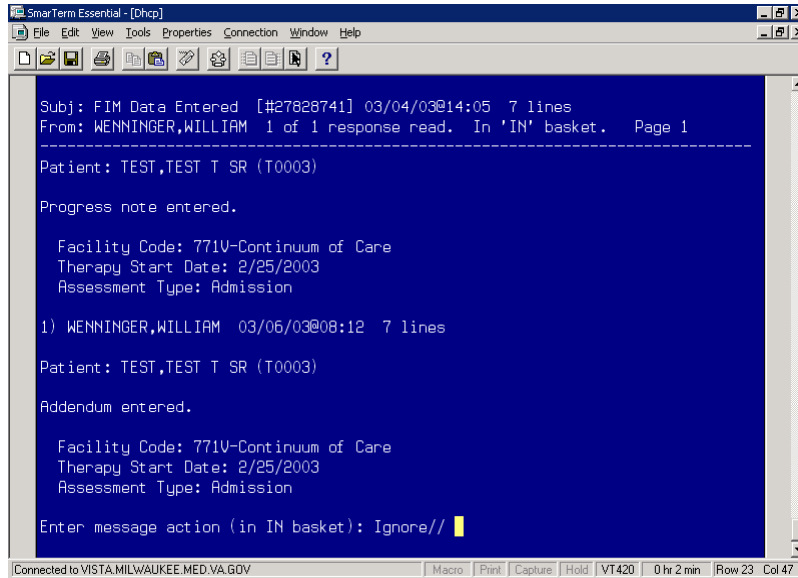 SmarTerm Essential - [Dhcp]
File Edit View Tools Properties Connection Window Help
Subj: FIM Data Entered [#27828741] 03/04/03@14:05 7 lines
From: WENNINGER,WILLIAM 1 of 1 response read. In 'IN' basket. Page 1
-------------------------------------------------------------------------------
Patient: TEST,TEST T SR (T0003)
Progress note entered.
Facility Code: 771V-Continuum of Care
Therapy Start Date: 2/25/2003
Assessment Type: Admission
1) WENNINGER,WILLIAM 03/06/03@08:12 7 lines
Patient: TEST,TEST T SR (T0003)
Addendum entered.
Facility Code: 771V-Continuum of Care
Therapy Start Date: 2/25/2003
Assessment Type: Admission
Enter message action (in IN basket): Ignore//
Connected to VISTA.MILWAUKEE.MED.VA.GOV Macro Print Capture Hold VT420 0 hr 2 min Row 23 Col 47